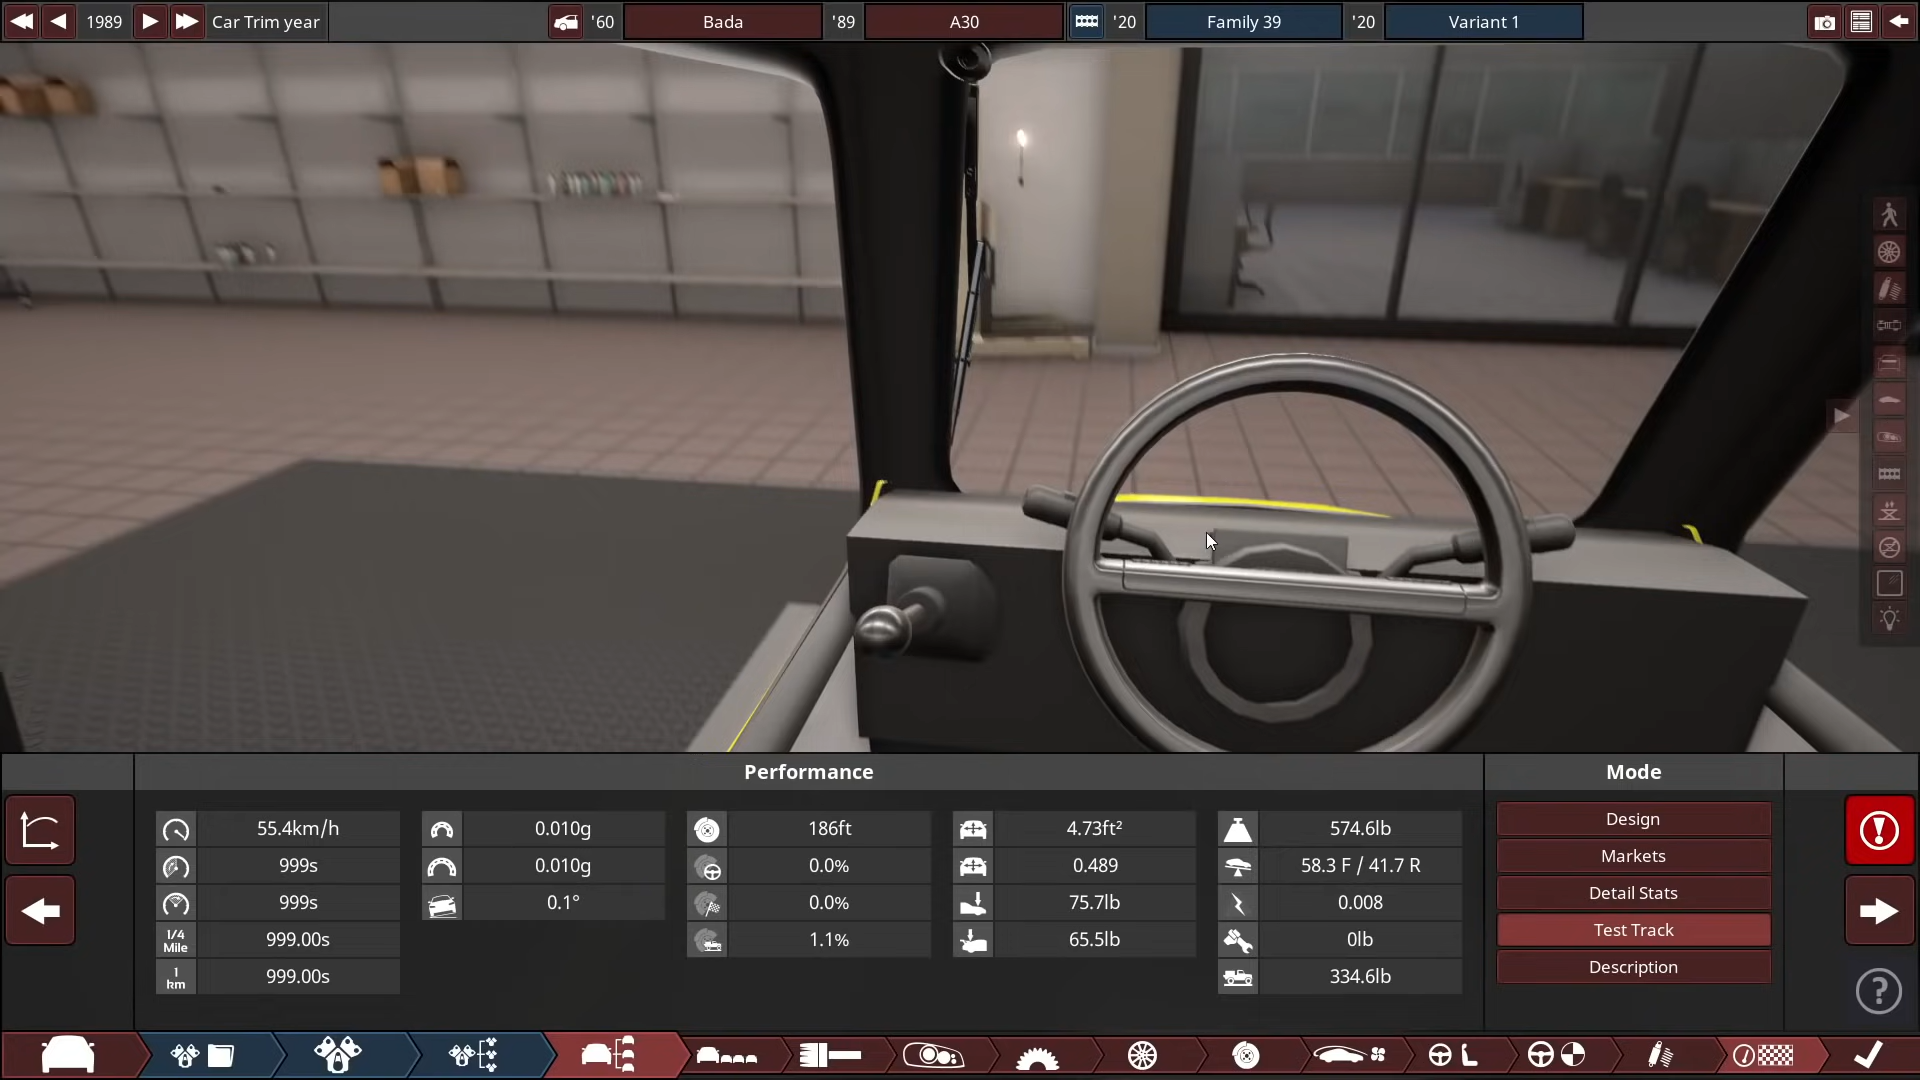 1989 Car Trim year '60 Bada '89 A30 '20 Family 39 '20 Variant 1
Performance
Mode
55.4km/h 0.010g 186ft 4.73ft² 574.6lb
999s 0.010g 0.0% 0.489 58.3 F / 41.7 R
999s 0.1° 0.0% 75.7lb 0.008
1/4 Mile 999.00s 1.1% 65.5lb 0lb
1 km 999.00s 334.6lb
Design
Markets
Detail Stats
Test Track
Description
?